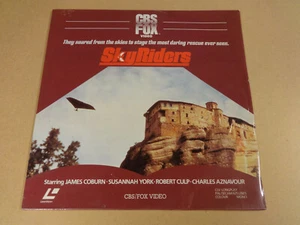 CBS
FOX
VIDEO
They soared from the skies to stage the most daring rescue ever seen.
SkyRiders
Starring JAMES COBURN · SUSANNAH YORK · ROBERT CULP · CHARLES AZNAVOUR
CBS/FOX VIDEO